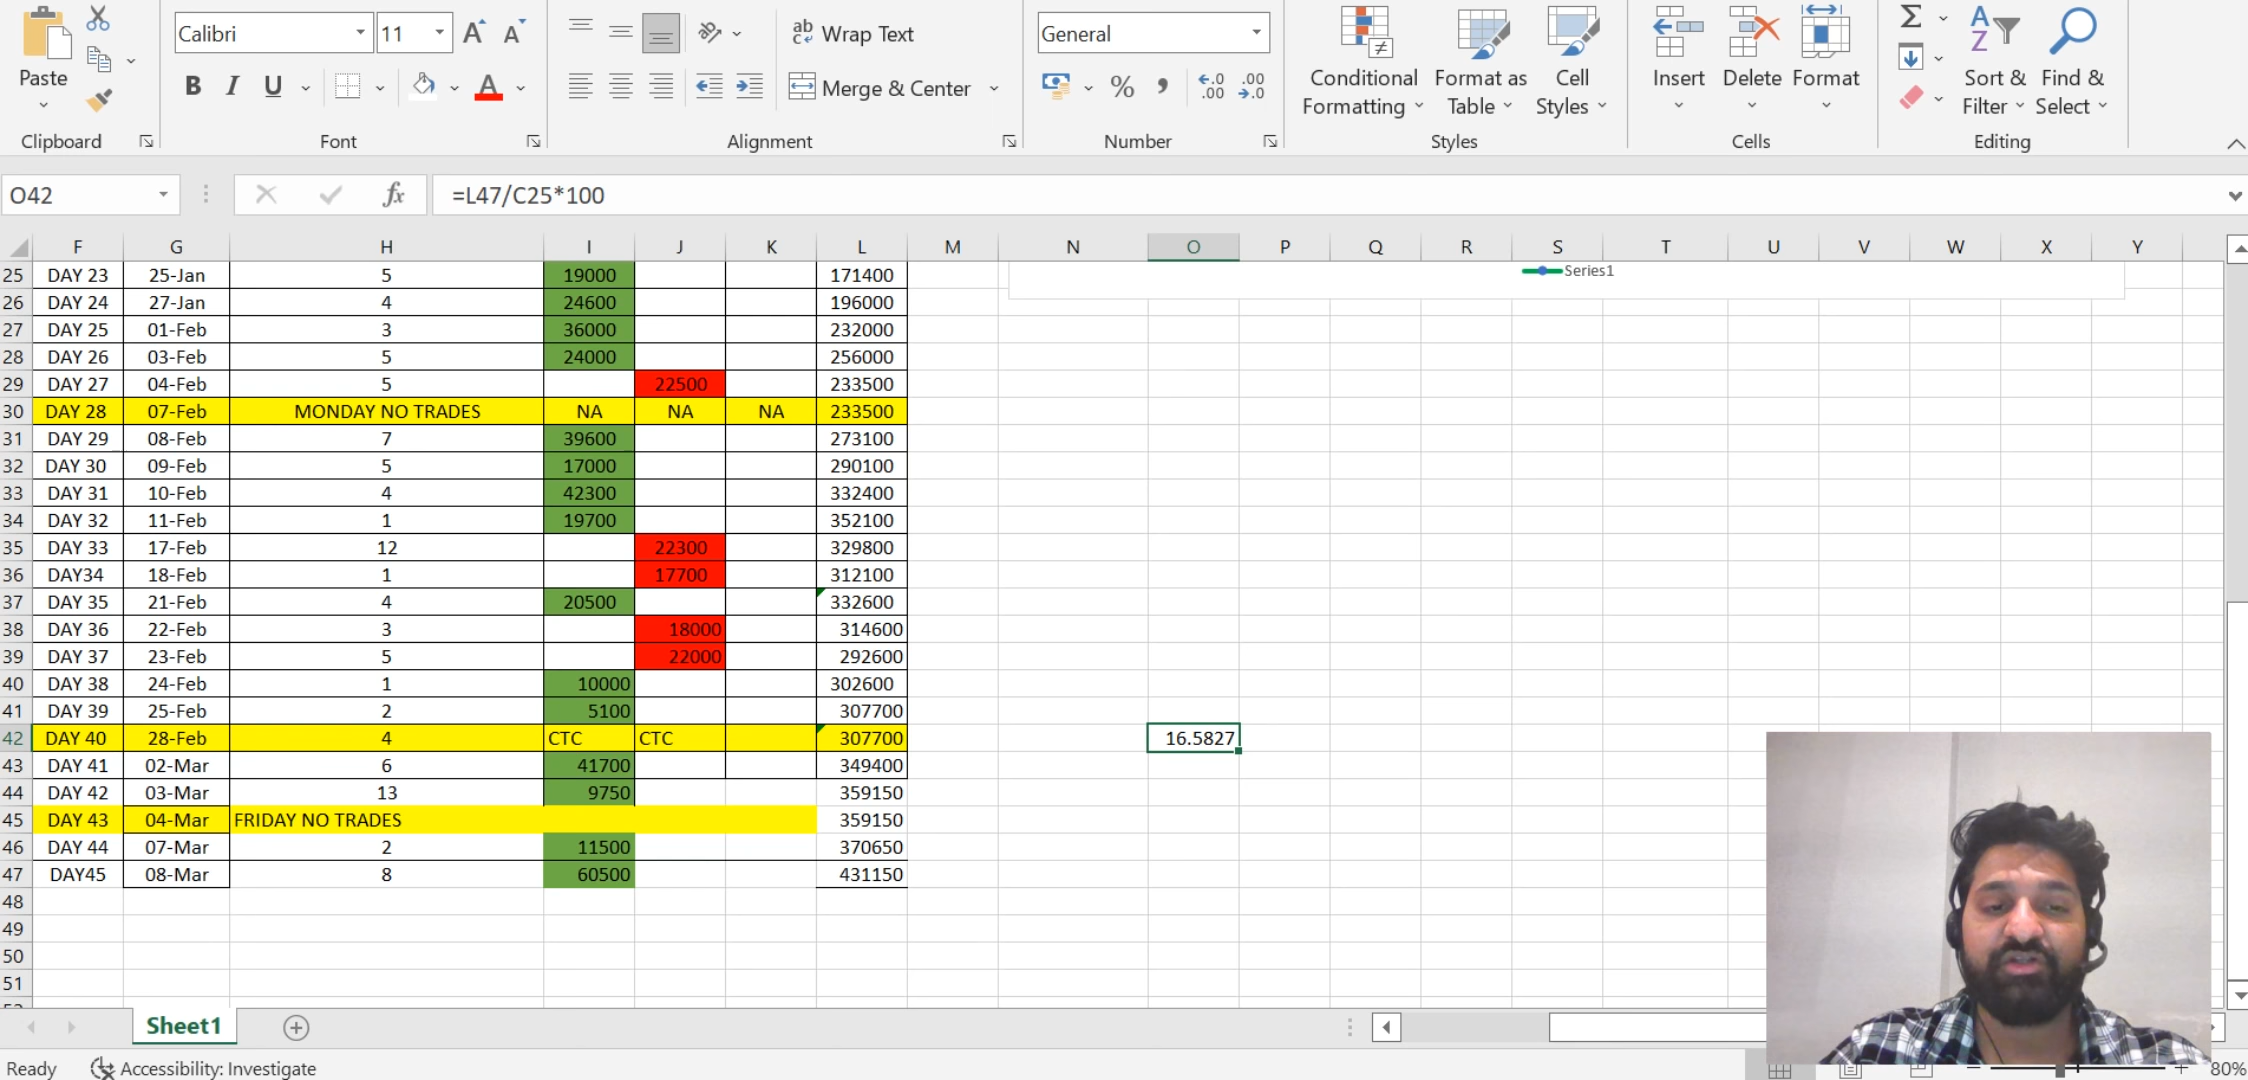 Paste
Clipboard
Calibri
11
A A
B I U A
Font
ab c Wrap Text
Merge & Center
Alignment
General
% , .0 .00 .00 .0
Number
Conditional Formatting
Format as Table
Cell Styles
Styles
Insert
Delete
Format
Cells
Σ
A Z
Sort & Filter
Find & Select
Editing
O42
fx
=L47/C25*100
F G H I J K L M N O P Q R S T U V W X Y
25 DAY 23 25-Jan 5 19000 171400 Series1
26 DAY 24 27-Jan 4 24600 196000
27 DAY 25 01-Feb 3 36000 232000
28 DAY 26 03-Feb 5 24000 256000
29 DAY 27 04-Feb 5 22500 233500
30 DAY 28 07-Feb MONDAY NO TRADES NA NA NA 233500
31 DAY 29 08-Feb 7 39600 273100
32 DAY 30 09-Feb 5 17000 290100
33 DAY 31 10-Feb 4 42300 332400
34 DAY 32 11-Feb 1 19700 352100
35 DAY 33 17-Feb 12 22300 329800
36 DAY34 18-Feb 1 17700 312100
37 DAY 35 21-Feb 4 20500 332600
38 DAY 36 22-Feb 3 18000 314600
39 DAY 37 23-Feb 5 22000 292600
40 DAY 38 24-Feb 1 10000 302600
41 DAY 39 25-Feb 2 5100 307700
42 DAY 40 28-Feb 4 CTC CTC 307700 16.5827
43 DAY 41 02-Mar 6 41700 349400
44 DAY 42 03-Mar 13 9750 359150
45 DAY 43 04-Mar FRIDAY NO TRADES 359150
46 DAY 44 07-Mar 2 11500 370650
47 DAY45 08-Mar 8 60500 431150
48
49
50
51
Sheet1
Ready
Accessibility: Investigate
80%